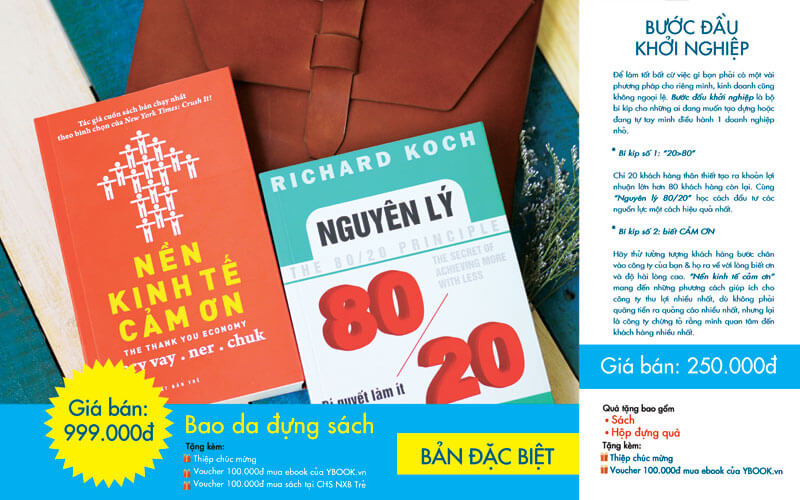 Tác giả cuốn sách bán chạy nhất
theo bình chọn của New York Times: Crush It!
NỀN
KINH TẾ
CẢM ƠN
THE THANK YOU ECONOMY
vay . ner . chuk
RICHARD KOCH
NGUYÊN LÝ
THE 80/20 PRINCIPLE
THE SECRET OF
ACHIEVING MORE
WITH LESS
80/20
Bí quyết làm ít
Giá bán:
999.000đ
Bao da đựng sách
Tặng kèm:
Thiệp chúc mừng
Voucher 100.000đ mua ebook của YBOOK.vn
Voucher 100.000đ mua sách tại CHS NXB Trẻ
BẢN ĐẶC BIỆT
BƯỚC ĐẦU
KHỞI NGHIỆP
Để làm tốt bất cứ việc gì bạn phải có một vài
phương pháp cho riêng mình, kinh doanh cũng
không ngoại lệ. Bước đầu khởi nghiệp là bộ
bí kíp cho những ai đang muốn tạo dựng hoặc
đang tự tay mình điều hành 1 doanh nghiệp
nhỏ.
* Bí kíp số 1: "20>80"
Chỉ 20 khách hàng thân thiết tạo ra khoản lợi
nhuận lớn hơn 80 khách hàng còn lại. Cùng
"Nguyên lý 80/20" học cách đầu tư các
nguồn lực một cách hiệu quả nhất.
* Bí kíp số 2: biết CẢM ƠN
Hãy thử tưởng tượng khách hàng bước chân
vào công ty của bạn & họ ra về với lòng biết ơn
và độ hài lòng cao. "Nền kinh tế cảm ơn"
mang đến những phương cách giúp ích cho
công ty thu lợi nhiều nhất, dù không phải
quăng tiền ra quảng cáo nhiều nhất, nhưng lại
là công ty chứng tỏ rằng mình quan tâm đến
khách hàng nhiều nhất.
Giá bán: 250.000đ
Quà tặng bao gồm
• Sách
• Hộp đựng quà
Tặng kèm:
Thiệp chúc mừng
Voucher 100.000đ mua ebook của YBOOK.vn